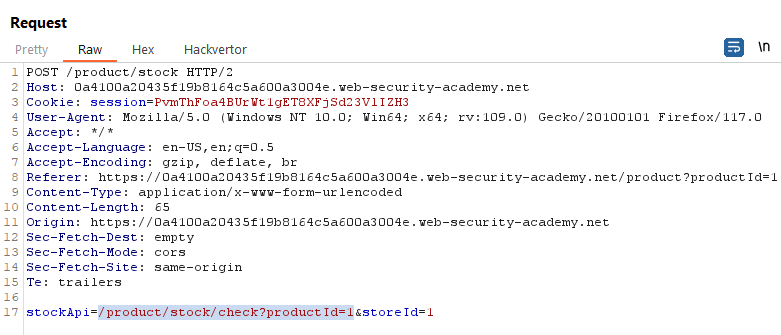 Request
Pretty Raw Hex Hackvertor \n
1 POST /product/stock HTTP/2
2 Host: 0a4100a20435f19b8164c5a600a3004e.web-security-academy.net
3 Cookie: session=PvmThFoa4BUrWt1gET8XFjSd23VlIZH3
4 User-Agent: Mozilla/5.0 (Windows NT 10.0; Win64; x64; rv:109.0) Gecko/20100101 Firefox/117.0
5 Accept: */*
6 Accept-Language: en-US,en;q=0.5
7 Accept-Encoding: gzip, deflate, br
8 Referer: https://0a4100a20435f19b8164c5a600a3004e.web-security-academy.net/product?productId=1
9 Content-Type: application/x-www-form-urlencoded
10 Content-Length: 65
11 Origin: https://0a4100a20435f19b8164c5a600a3004e.web-security-academy.net
12 Sec-Fetch-Dest: empty
13 Sec-Fetch-Mode: cors
14 Sec-Fetch-Site: same-origin
15 Te: trailers
16
17 stockApi=/product/stock/check?productId=1&storeId=1